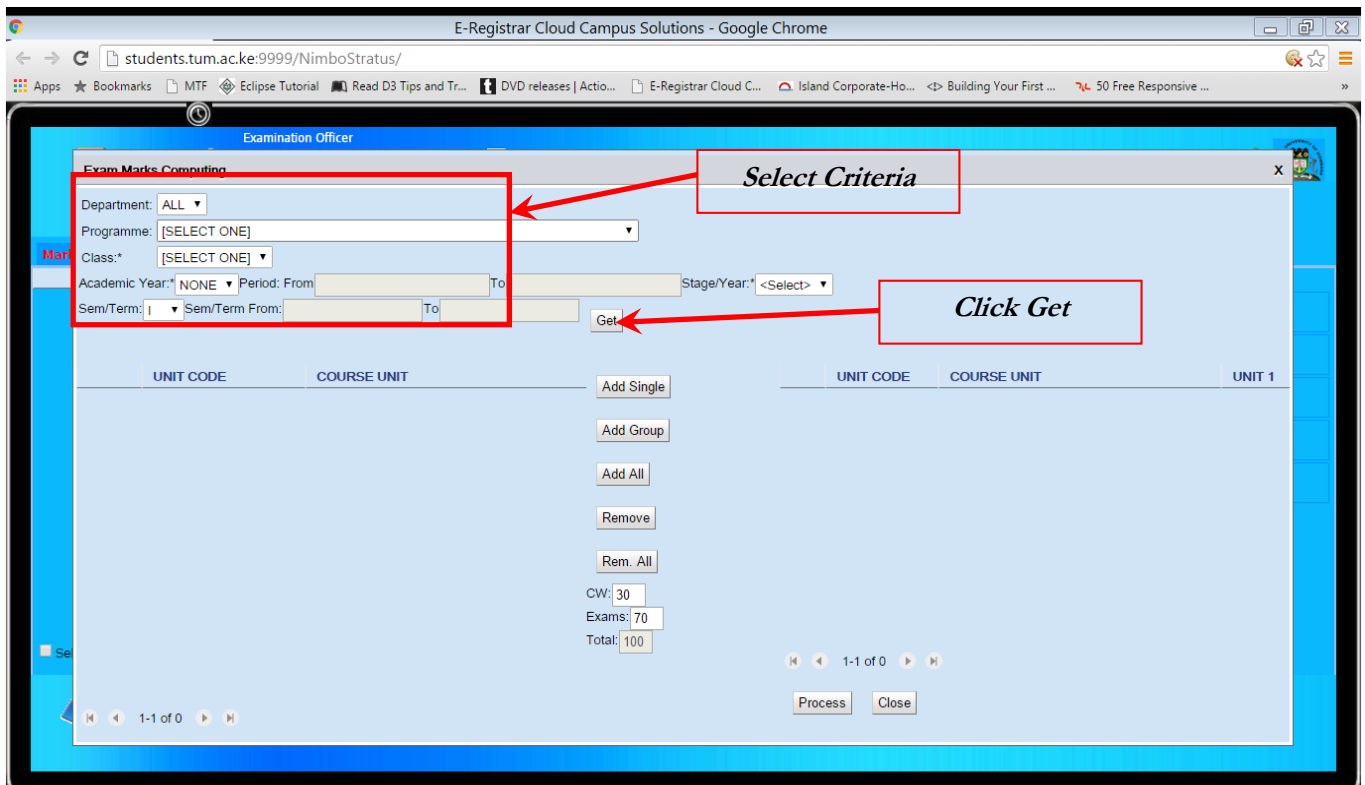 E-Registrar Cloud Campus Solutions - Google Chrome
students.tum.ac.ke:9999/NimboStratus/
Apps Bookmarks MTF Eclipse Tutorial Read D3 Tips and Tr... DVD releases | Actio... E-Registrar Cloud C... Island Corporate-Ho... Building Your First ... 50 Free Responsive ... »
Examination Officer
Exam Marks Computing x
Select Criteria
Department: ALL
Programme: [SELECT ONE]
Mar
Class:* [SELECT ONE]
Academic Year:* NONE Period: From To Stage/Year:* <Select>
Sem/Term: I Sem/Term From: To Get
Click Get
UNIT CODE COURSE UNIT UNIT CODE COURSE UNIT UNIT 1
Add Single
Add Group
Add All
Remove
Rem. All
CW: 30
Exams: 70
Total: 100
Sel
1-1 of 0
Process Close
1-1 of 0